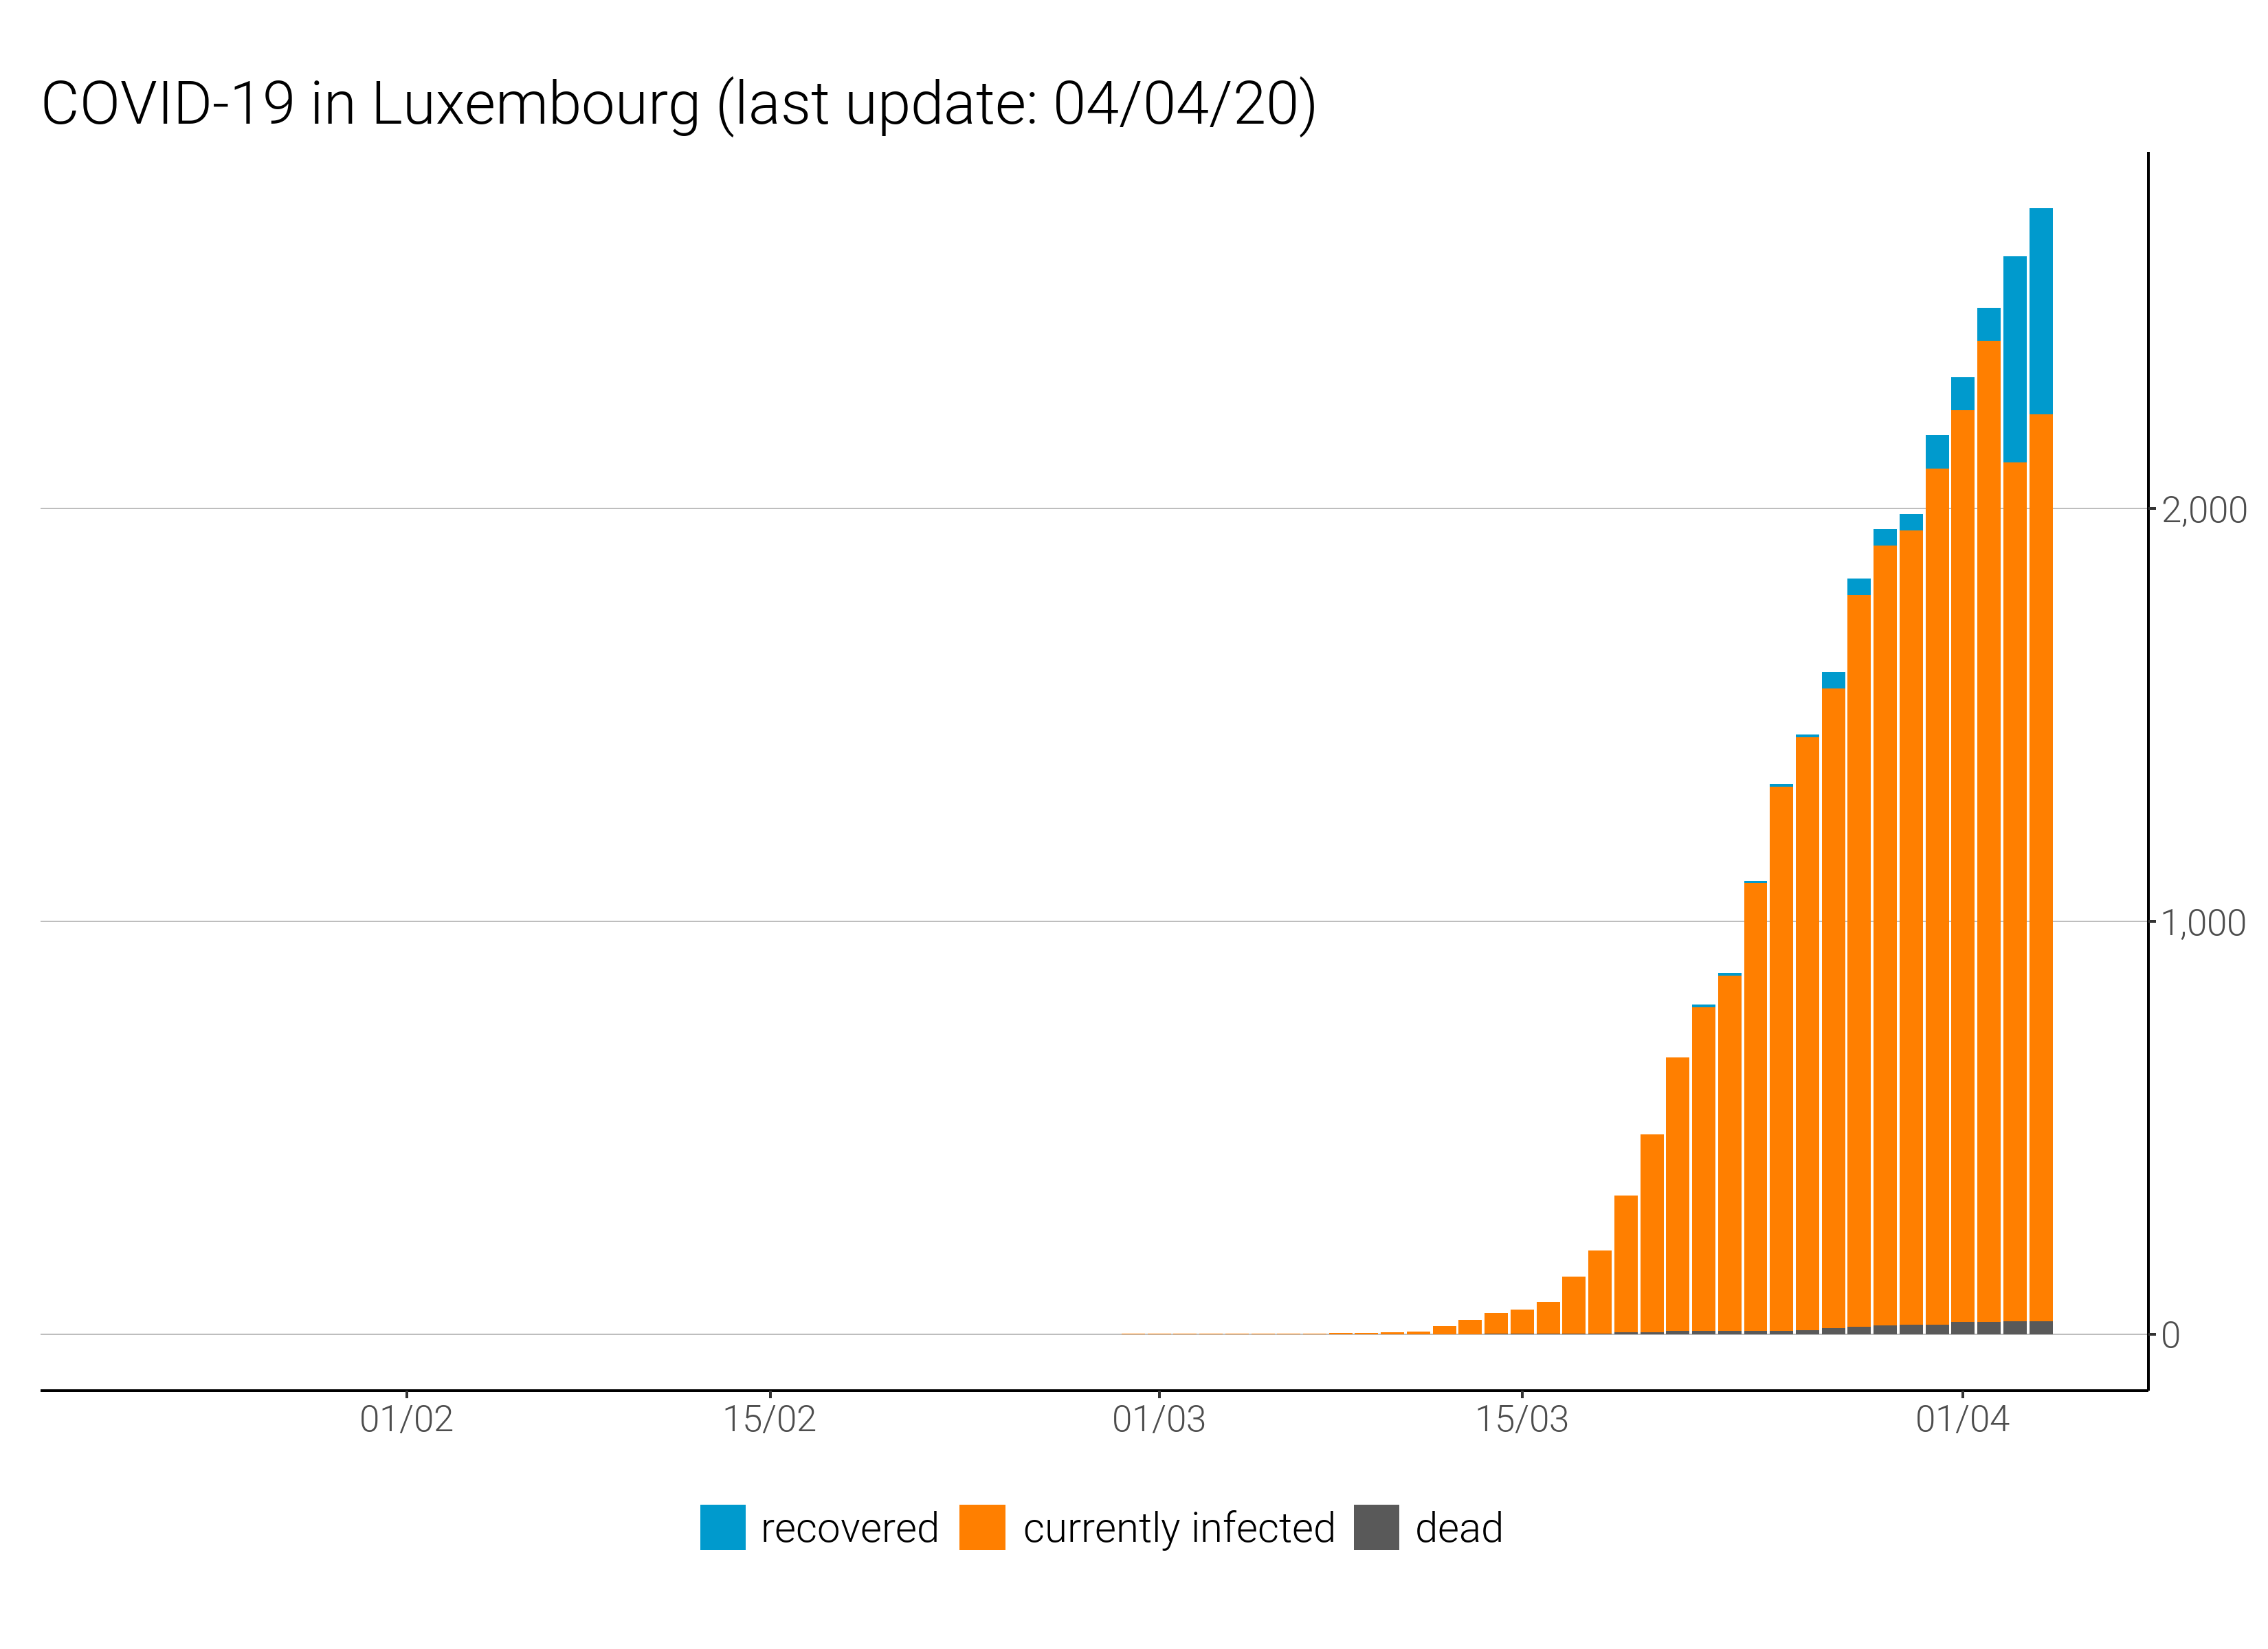 COVID-19 in Luxembourg (last update: 04/04/20)
2,000
1,000
0
01/02 15/02 01/03 15/03 01/04
recovered currently infected dead